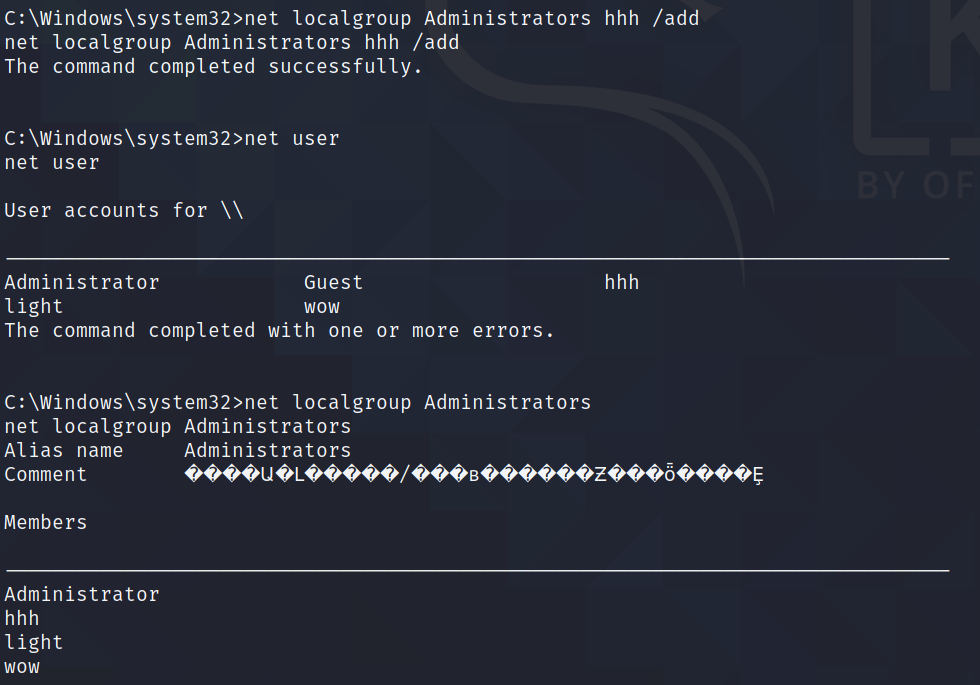 C:\Windows\system32>net localgroup Administrators hhh /add
net localgroup Administrators hhh /add
The command completed successfully.
C:\Windows\system32>net user
net user
User accounts for \\
Administrator Guest hhh
light wow
The command completed with one or more errors.
C:\Windows\system32>net localgroup Administrators
net localgroup Administrators
Alias name Administrators
Comment ����Ա�Լ�����/���в������Ƶ���ȫ����Ȩ
Members
Administrator
hhh
light
wow
BY OF